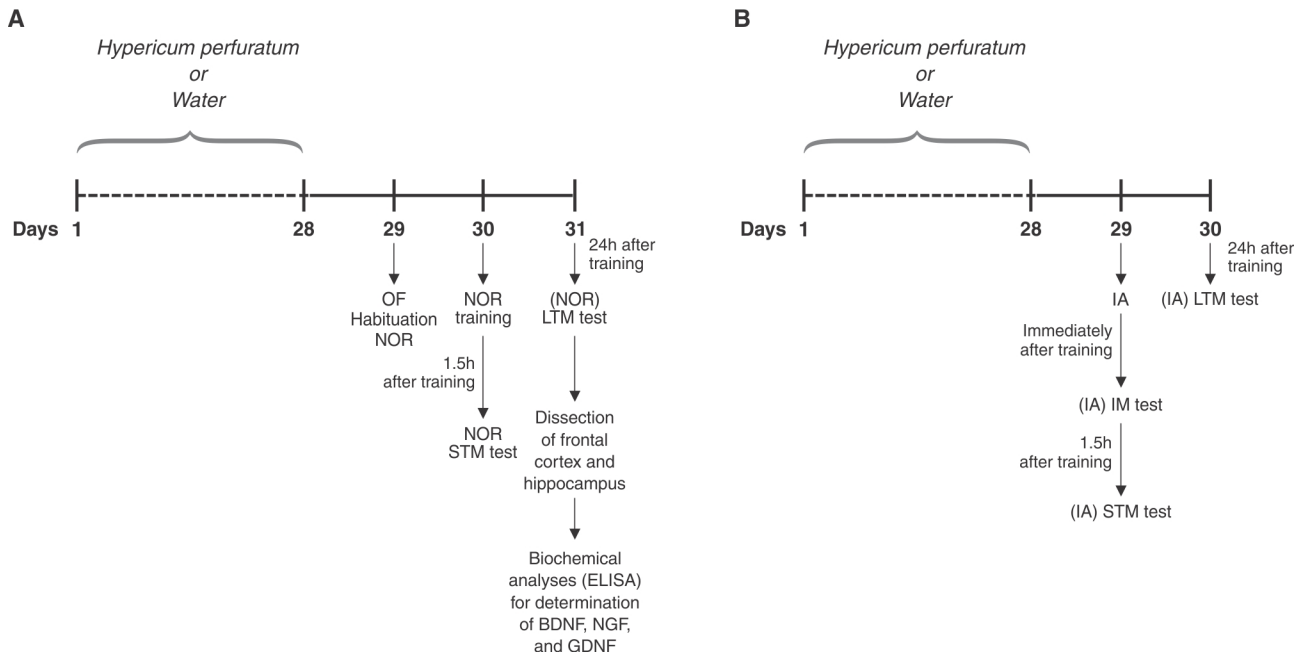 A
Hypericum perfuratum
or
Water
Days 1 28 29 30 31
24h after
training
OF
Habituation
NOR
NOR
training
1.5h
after training
NOR
STM test
(NOR)
LTM test
Dissection
of frontal
cortex and
hippocampus
Biochemical
analyses (ELISA)
for determination
of BDNF, NGF,
and GDNF
B
Hypericum perfuratum
or
Water
Days 1 28 29 30
24h after
training
IA
(IA) LTM test
Immediately
after training
(IA) IM test
1.5h
after training
(IA) STM test